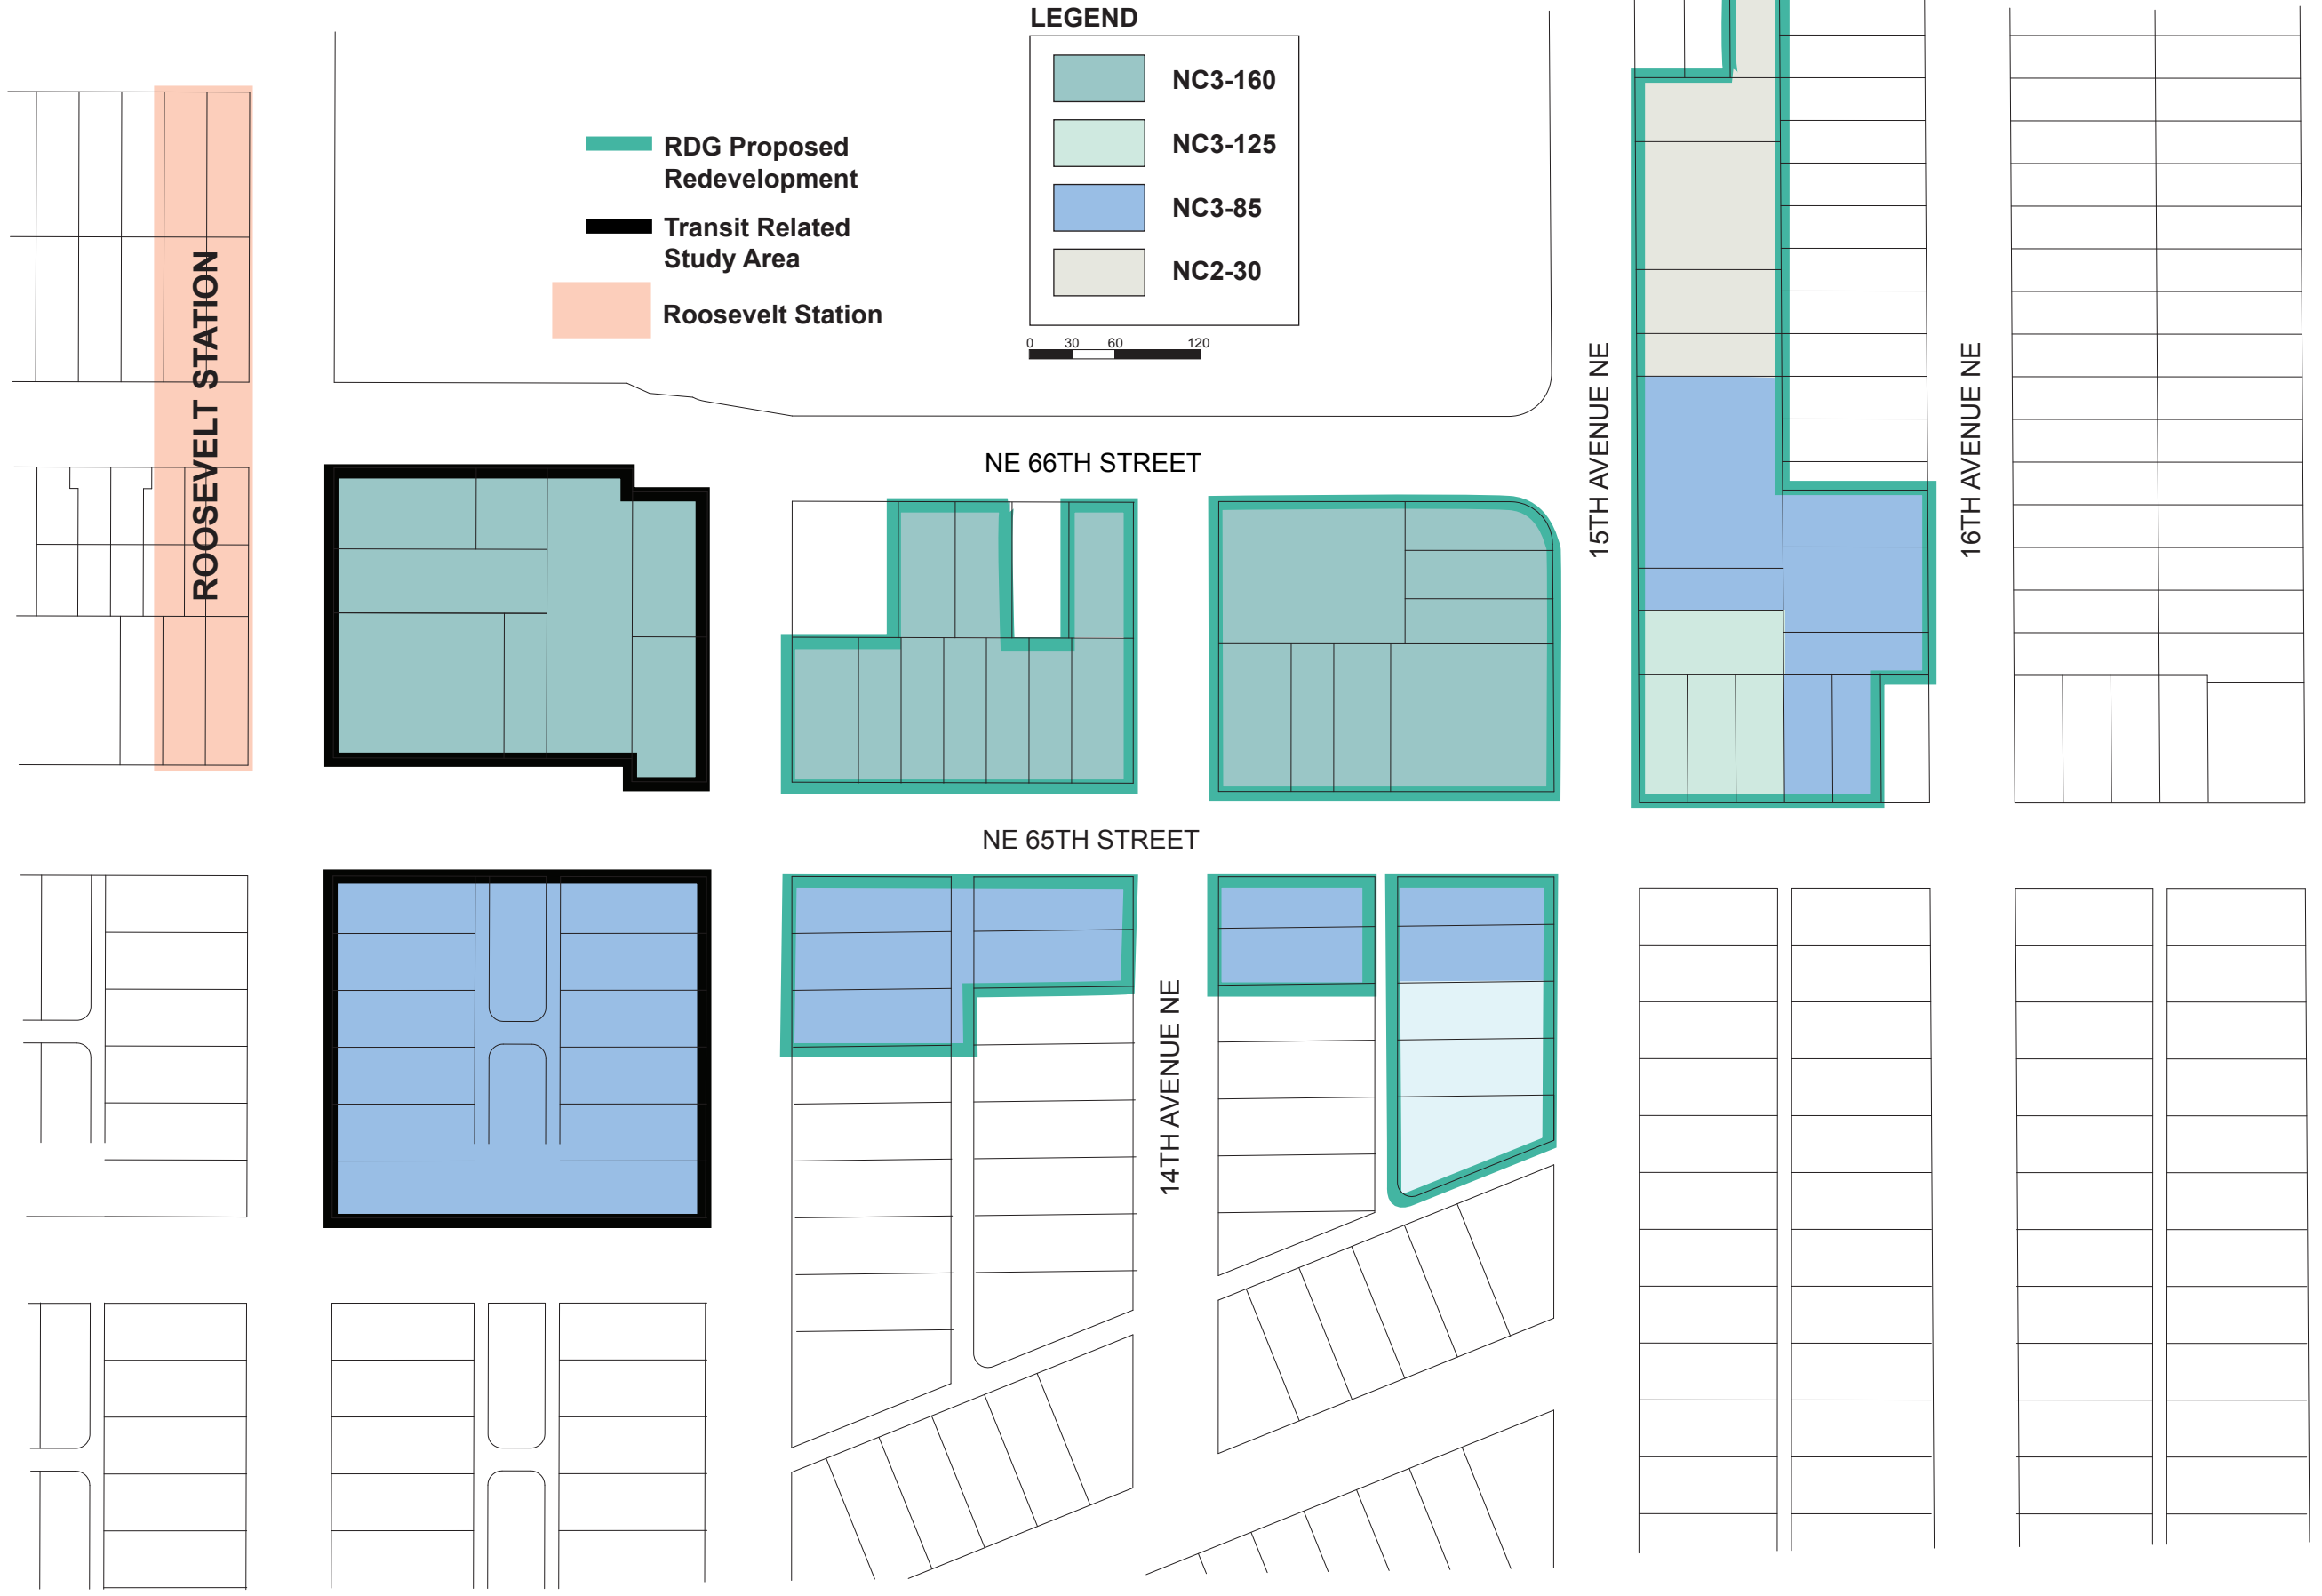 LEGEND
NC3-160
NC3-125
NC3-85
NC2-30
0 30 60 120
RDG Proposed
Redevelopment
Transit Related
Study Area
Roosevelt Station
ROOSEVELT STATION
NE 66TH STREET
15TH AVENUE NE
16TH AVENUE NE
NE 65TH STREET
14TH AVENUE NE